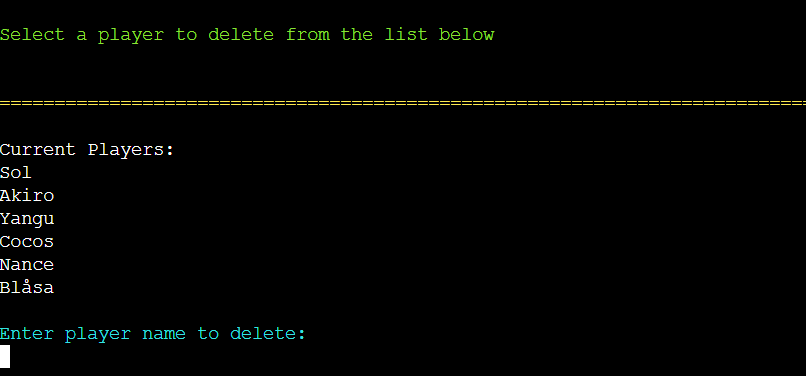 Select a player to delete from the list below
==========================================================================
Current Players:
Sol
Akiro
Yangu
Cocos
Nance
Blåsa
Enter player name to delete: